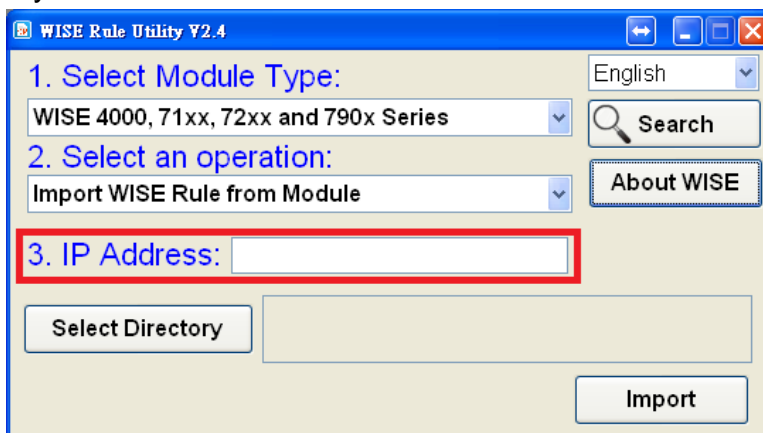 WISE Rule Utility V2.4
1. Select Module Type:
English
WISE 4000, 71xx, 72xx and 790x Series
Search
2. Select an operation:
About WISE
Import WISE Rule from Module
3. IP Address:
Select Directory
Import